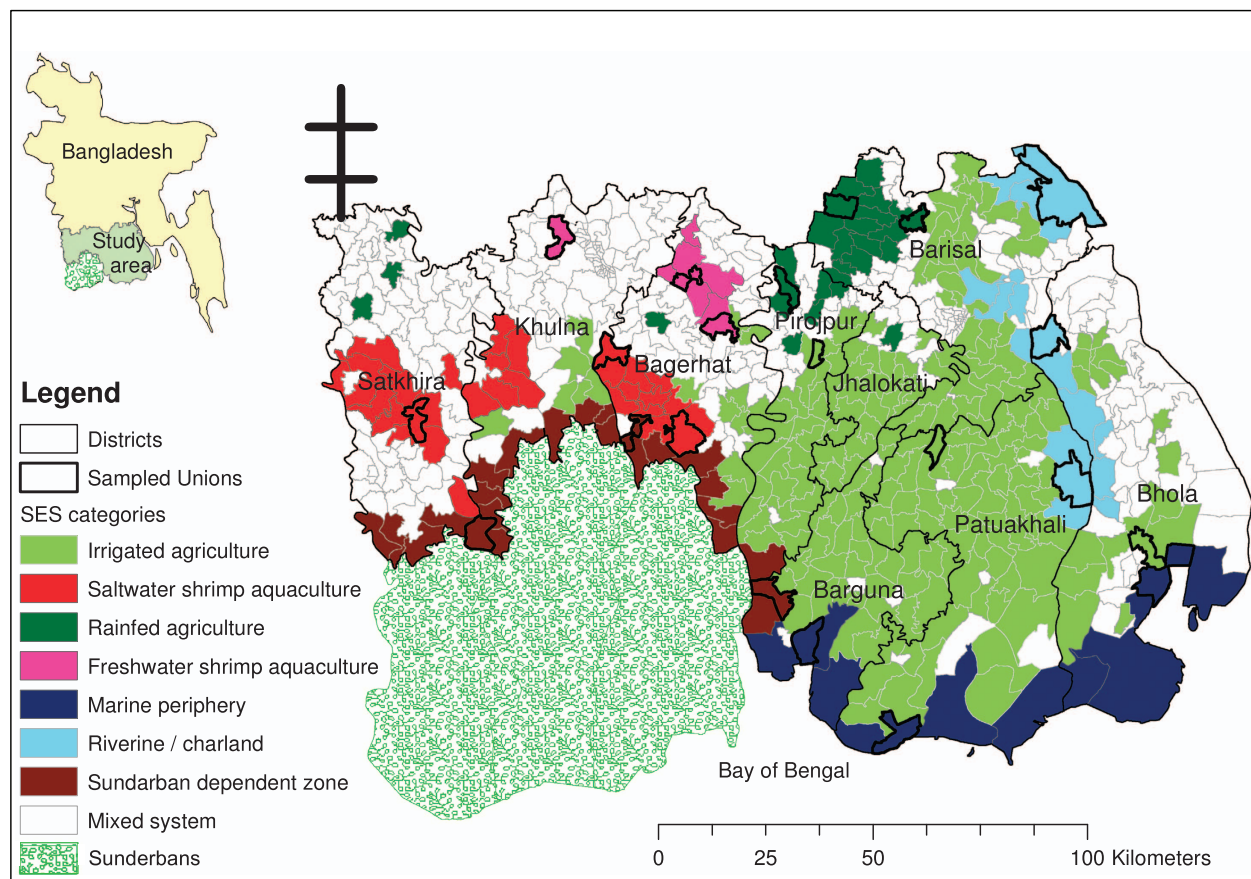 Bangladesh
Study
area
Barisal
Khulna
Pirojpur
Bagerhat
Satkhira
Jhalokati
Bhola
Patuakhali
Barguna
Bay of Bengal
Legend
Districts
Sampled Unions
SES categories
Irrigated agriculture
Saltwater shrimp aquaculture
Rainfed agriculture
Freshwater shrimp aquaculture
Marine periphery
Riverine / charland
Sundarban dependent zone
Mixed system
Sunderbans
0 25 50 100 Kilometers